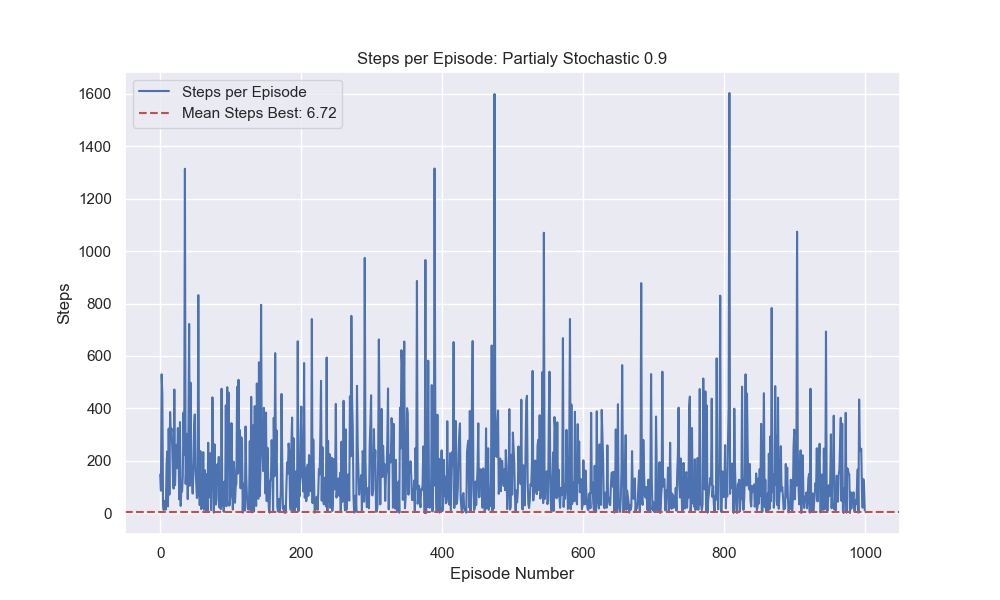 Steps per Episode: Partialy Stochastic 0.9
Steps per Episode
Mean Steps Best: 6.72
1600
1400
1200
1000
800
600
400
200
0
Steps
0 200 400 600 800 1000
Episode Number